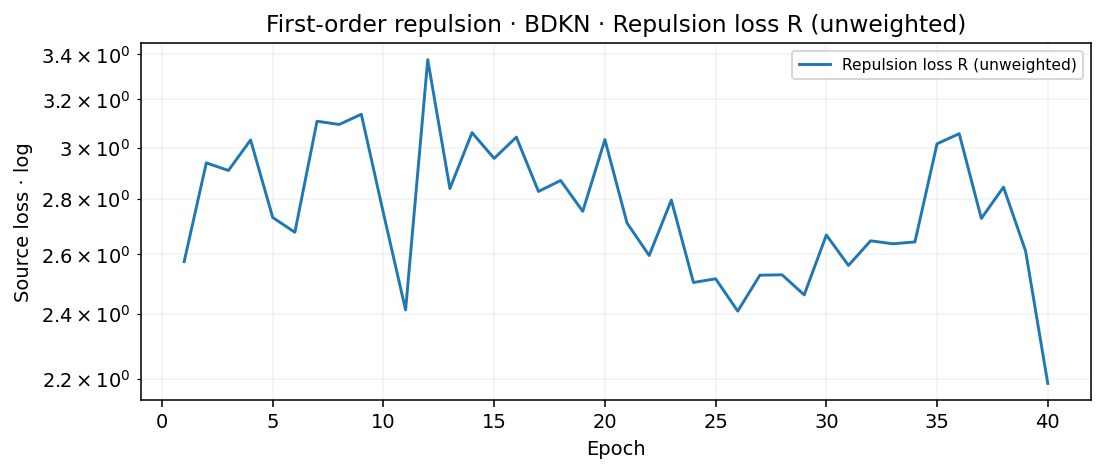 First-order repulsion · BDKN · Repulsion loss R (unweighted)
Repulsion loss R (unweighted)
Source loss · log
3.4 × 10⁰
3.2 × 10⁰
3 × 10⁰
2.8 × 10⁰
2.6 × 10⁰
2.4 × 10⁰
2.2 × 10⁰
0 5 10 15 20 25 30 35 40
Epoch